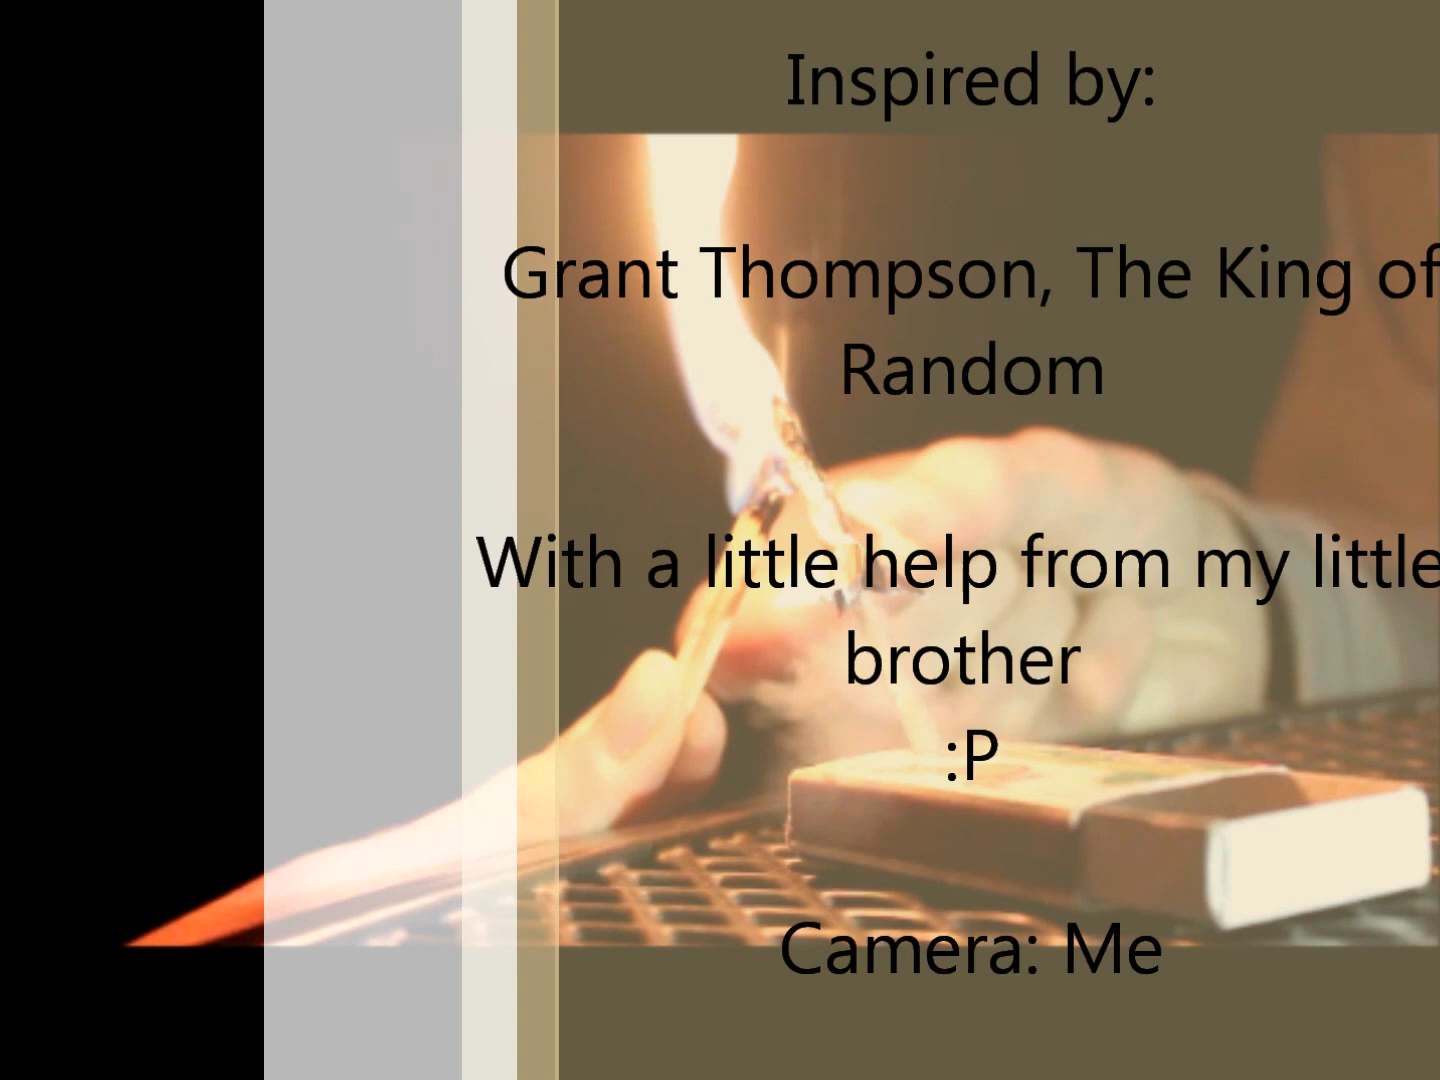 Inspired by:
Grant Thompson, The King of
Random
With a little help from my little
brother
:P
Camera: Me